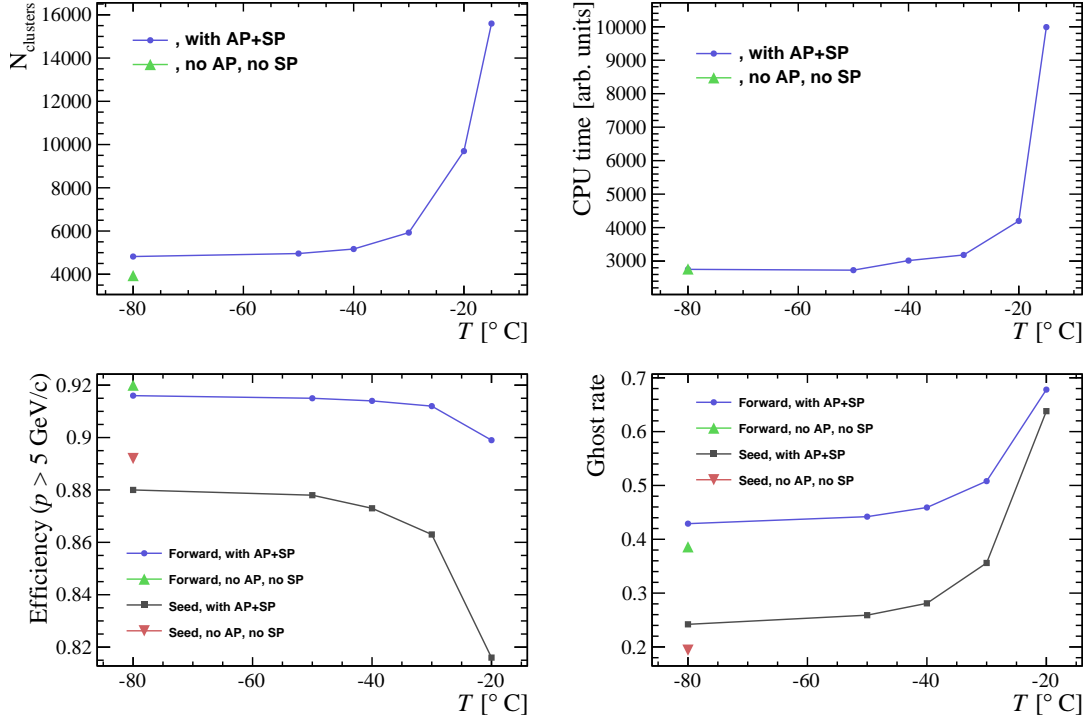 N_clusters
16000
14000
12000
10000
8000
6000
4000
, with AP+SP
, no AP, no SP
-80 -60 -40 -20
T [° C]
CPU time [arb. units]
10000
9000
8000
7000
6000
5000
4000
3000
, with AP+SP
, no AP, no SP
-80 -60 -40 -20
T [° C]
Efficiency (p > 5 GeV/c)
0.92
0.9
0.88
0.86
0.84
0.82
Forward, with AP+SP
Forward, no AP, no SP
Seed, with AP+SP
Seed, no AP, no SP
-80 -60 -40 -20
T [° C]
Ghost rate
0.7
0.6
0.5
0.4
0.3
0.2
Forward, with AP+SP
Forward, no AP, no SP
Seed, with AP+SP
Seed, no AP, no SP
-80 -60 -40 -20
T [° C]